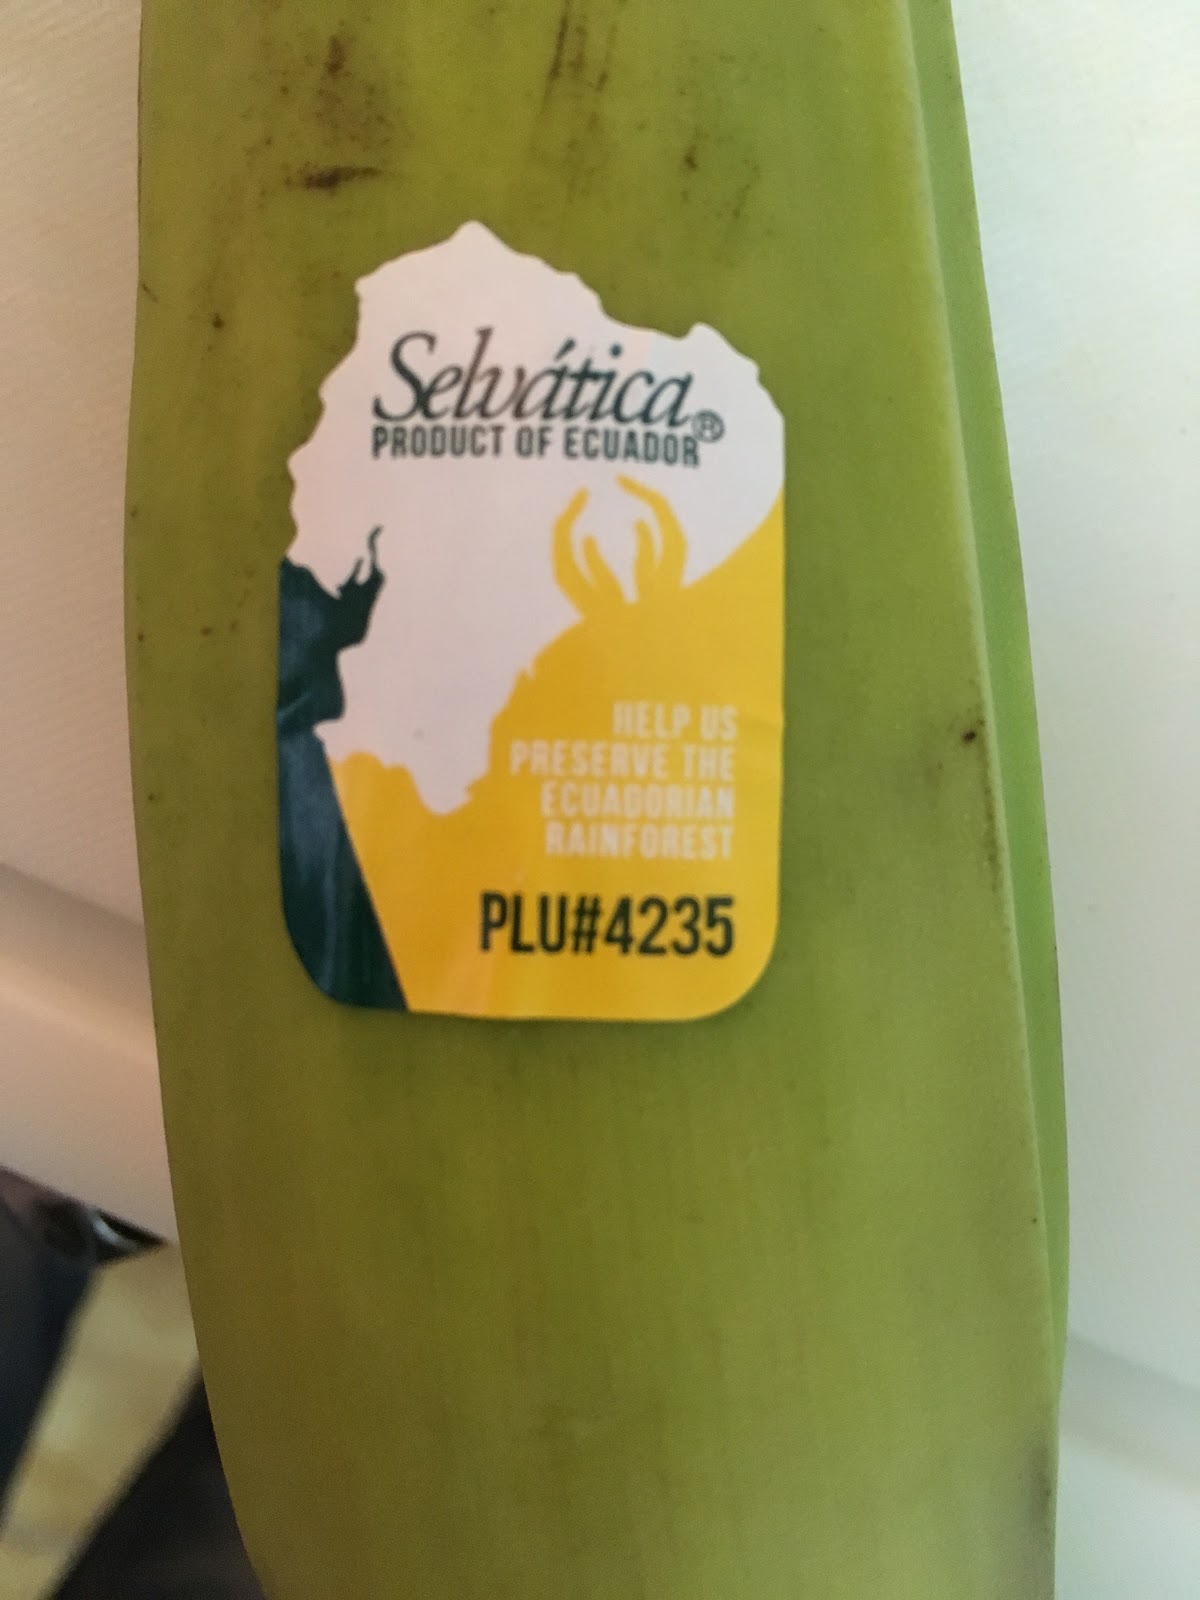 Selvática®
PRODUCT OF ECUADOR
HELP US
PRESERVE THE
ECUADORIAN
RAINFOREST
PLU#4235